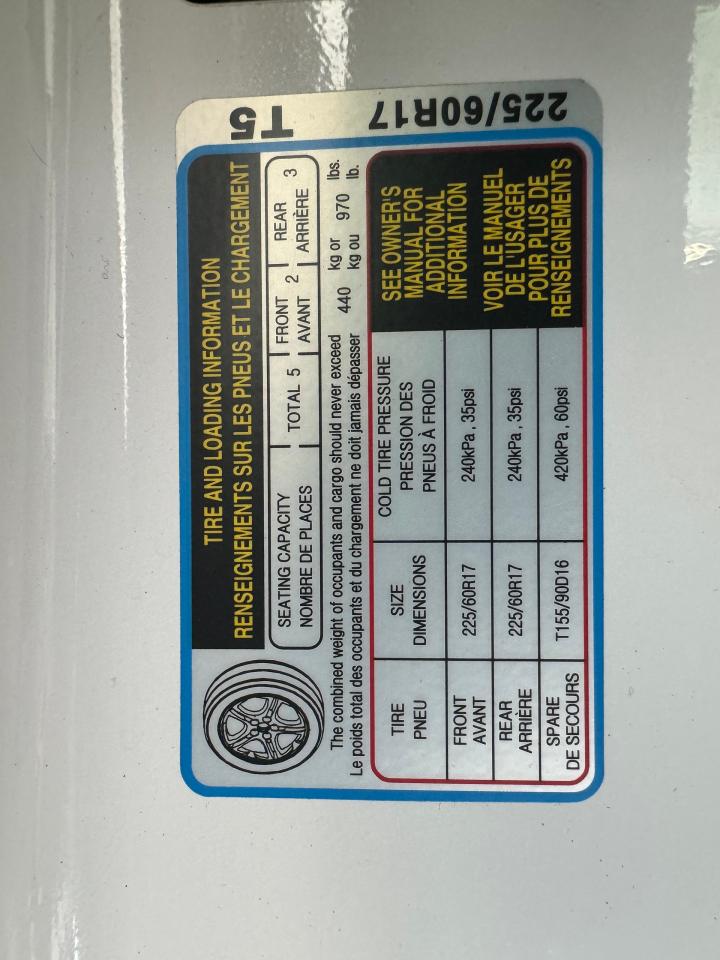 TIRE AND LOADING INFORMATION
RENSEIGNEMENTS SUR LES PNEUS ET LE CHARGEMENT
SEATING CAPACITY
NOMBRE DE PLACES
TOTAL 5
FRONT
AVANT 2
REAR
ARRIÈRE 3
The combined weight of occupants and cargo should never exceed 440 kg or 970 lbs.
Le poids total des occupants et du chargement ne doit jamais dépasser kg ou lb.
TIRE
PNEU
SIZE
DIMENSIONS
COLD TIRE PRESSURE
PRESSION DES
PNEUS À FROID
FRONT
AVANT
225/60R17
240kPa , 35psi
REAR
ARRIÈRE
225/60R17
240kPa , 35psi
SPARE
DE SECOURS
T155/90D16
420kPa , 60psi
SEE OWNER'S
MANUAL FOR
ADDITIONAL
INFORMATION
VOIR LE MANUEL
DE L'USAGER
POUR PLUS DE
RENSEIGNEMENTS
T5
225/60R17